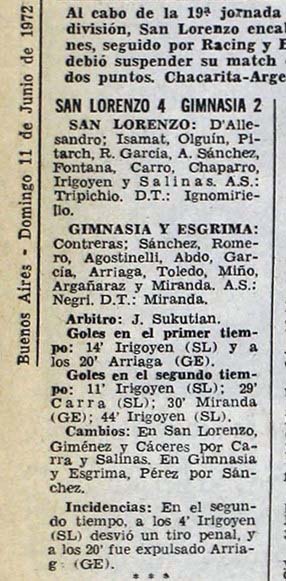 Buenos Aires - Domingo 11 de Junio de 1972
Al cabo de la 19ª jornada
división, San Lorenzo encab
nes, seguido por Racing y
debió suspender su match
dos puntos. Chacarita-Arge
SAN LORENZO 4 GIMNASIA 2
SAN LORENZO: D'Alle-
sandro; Isamat, Olguín, Pi-
tarch, R. García, A. Sánchez,
Fontana, Carro, Chaparro,
Irigoyen y Salinas. A.S.:
Tripichio. D.T.: Ignomirie-
llo.
GIMNASIA Y ESGRIMA:
Contreras; Sánchez, Rome-
ro, Agostinelli, Abdo, Gar-
cía, Arriaga, Toledo, Miño,
Argañaraz y Miranda. A.S.:
Negri. D.T.: Miranda.
Arbitro: J. Sukutian.
Goles en el primer tiem-
po: 14' Irigoyen (SL) y a
los 20' Arriaga (GE).
Goles en el segundo tiem-
po: 11' Irigoyen (SL); 29'
Carra (SL); 30' Miranda
(GE); 44' Irigoyen (SL).
Cambios: En San Lorenzo,
Giménez y Cáceres por Ca-
rra y Salinas. En Gimnasia
y Esgrima, Pérez por Sán-
chez.
Incidencias: En el segun-
do tiempo, a los 4' Irigoyen
(SL) desvió un tiro penal, y
a los 20' fue expulsado Arria-
g (GE).
* * *